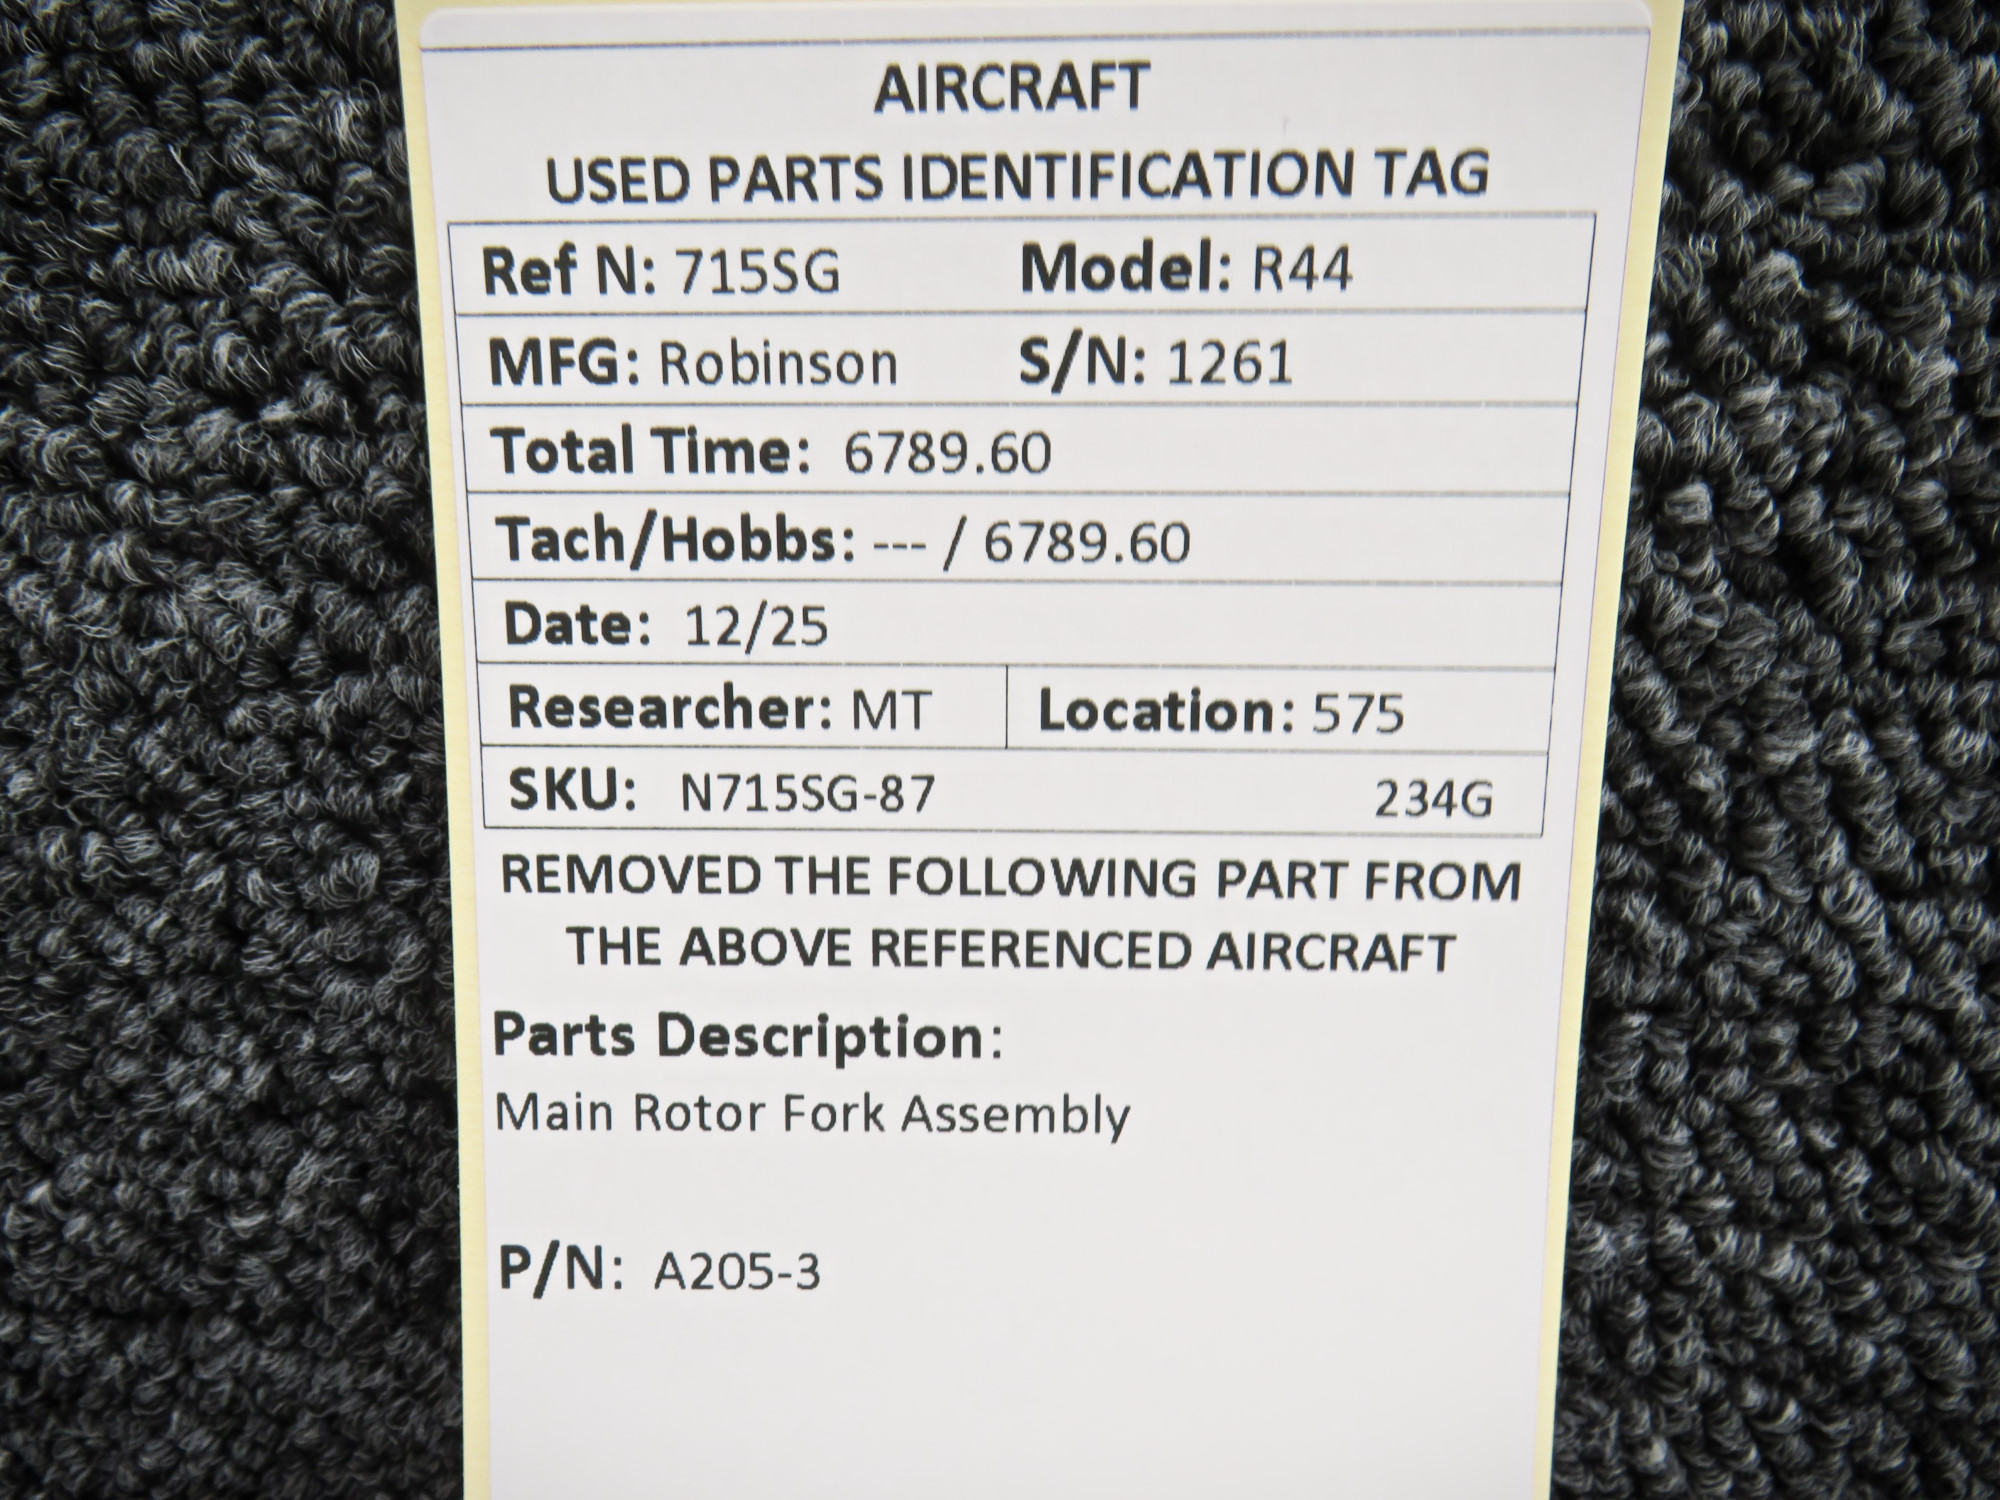 AIRCRAFT
USED PARTS IDENTIFICATION TAG
Ref N: 715SG Model: R44
MFG: Robinson S/N: 1261
Total Time: 6789.60
Tach/Hobbs: --- / 6789.60
Date: 12/25
Researcher: MT Location: 575
SKU: N715SG-87 234G
REMOVED THE FOLLOWING PART FROM
THE ABOVE REFERENCED AIRCRAFT
Parts Description:
Main Rotor Fork Assembly
P/N: A205-3